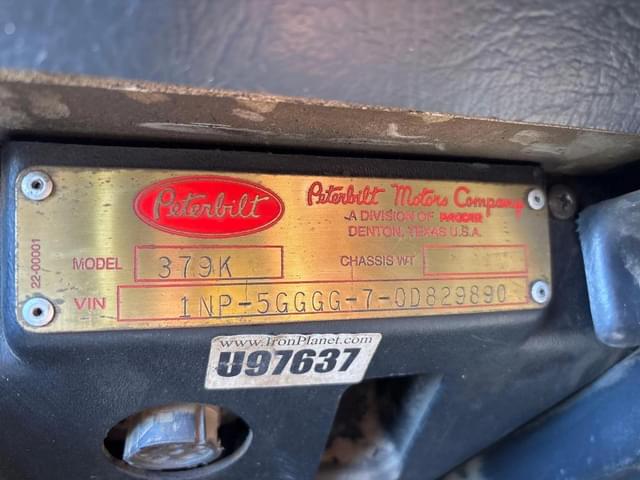 Peterbilt
Peterbilt Motors Company
A DIVISION OF PACCAR
DENTON, TEXAS U.S.A.
22-00001
MODEL 379K
CHASSIS WT
VIN 1NP-5GGGG-7-0D829890
www.IronPlanet.com
U97637